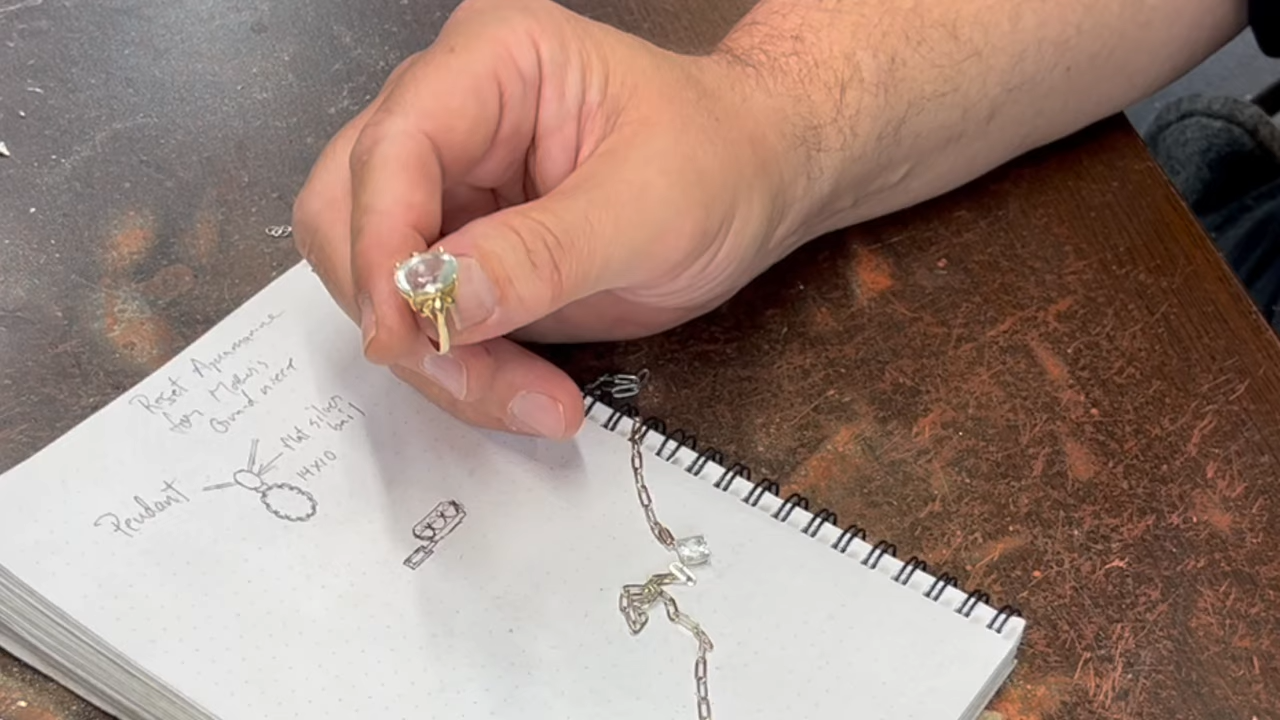 Reset Aquamarine
for Mother's
Grand niece
Mat silver
bail
14x10
Pendant